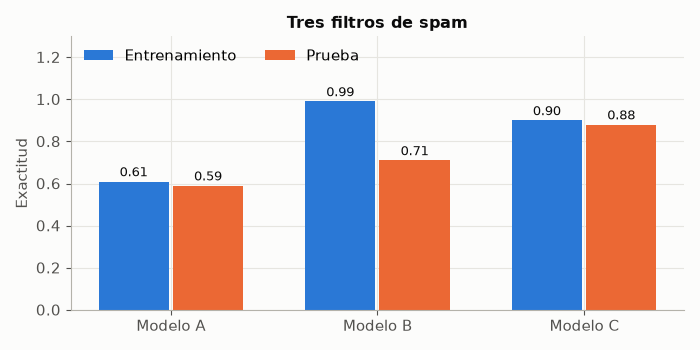 Tres filtros de spam
Entrenamiento Prueba
Exactitud
1.2
1.0
0.8
0.6
0.4
0.2
0.0
0.61 0.59
0.99 0.71
0.90 0.88
Modelo A Modelo B Modelo C